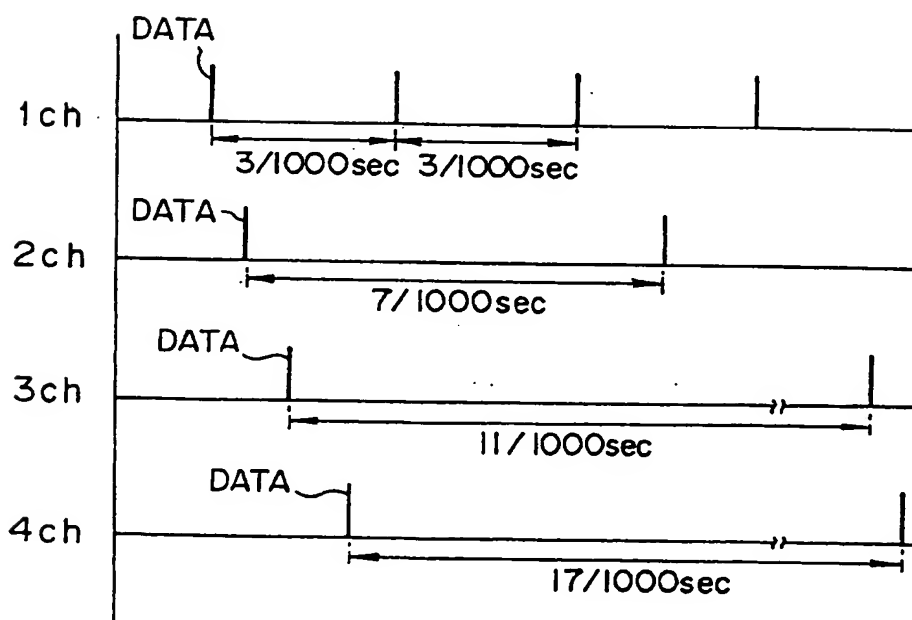 DATA
1ch
3/1000sec 3/1000sec
DATA
2ch
7/1000sec
DATA
3ch
11/1000sec
DATA
4ch
17/1000sec